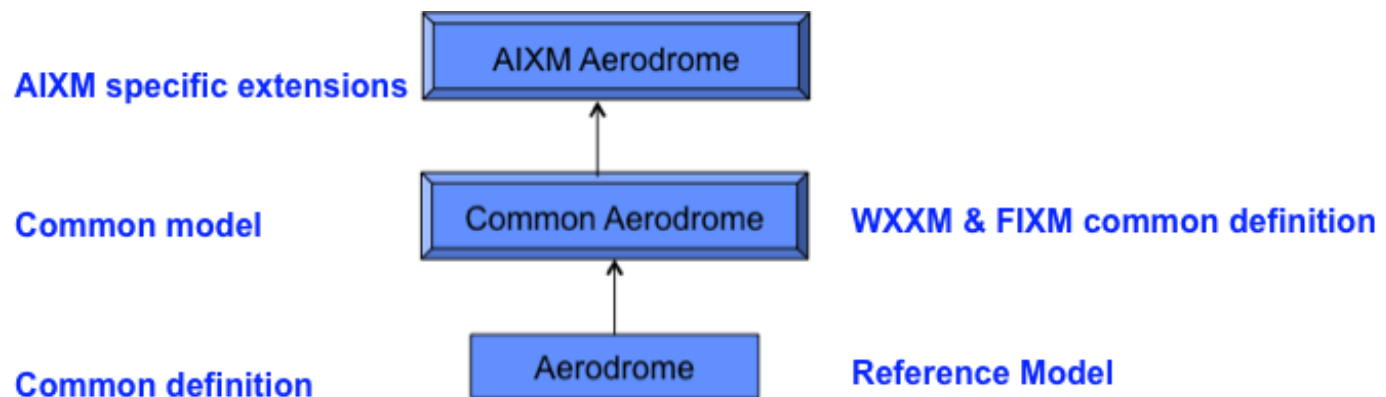 AIXM Aerodrome
AIXM specific extensions
Common model
Common Aerodrome
WXXM & FIXM common definition
Common definition
Aerodrome
Reference Model